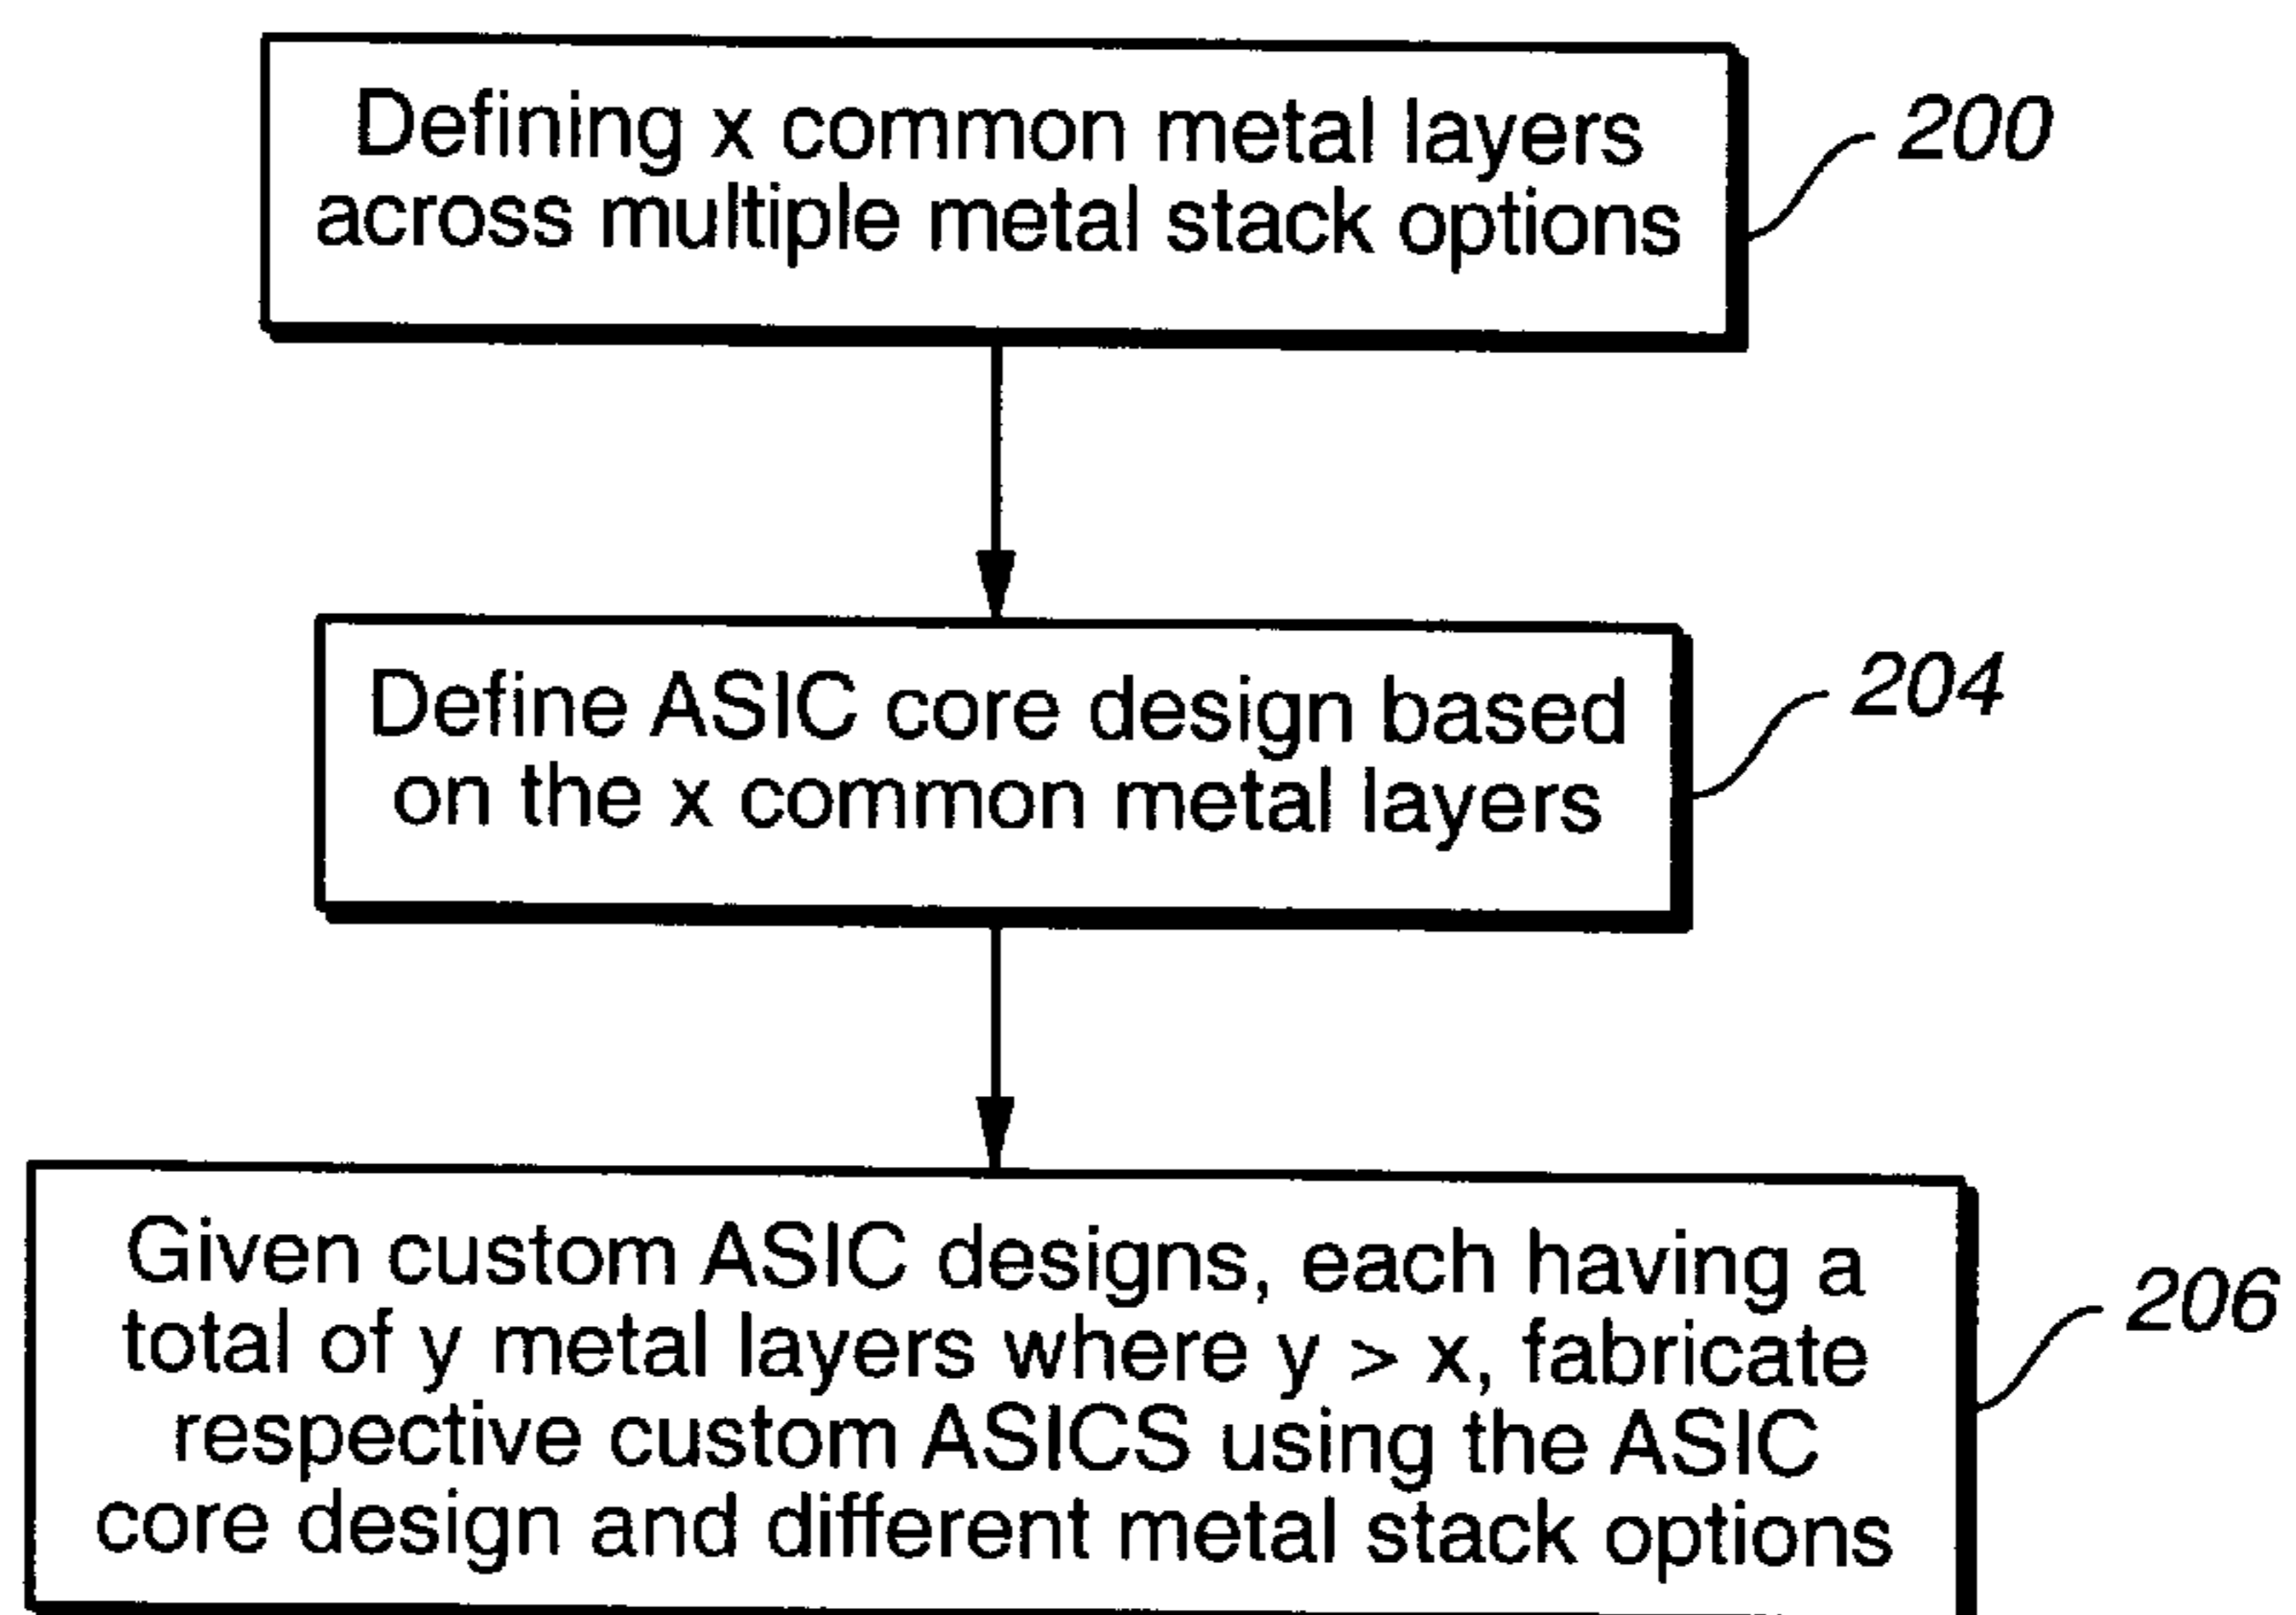 Defining x common metal layers
across multiple metal stack options
200
Define ASIC core design based
on the x common metal layers
204
Given custom ASIC designs, each having a
total of y metal layers where y > x, fabricate
respective custom ASICS using the ASIC
core design and different metal stack options
206